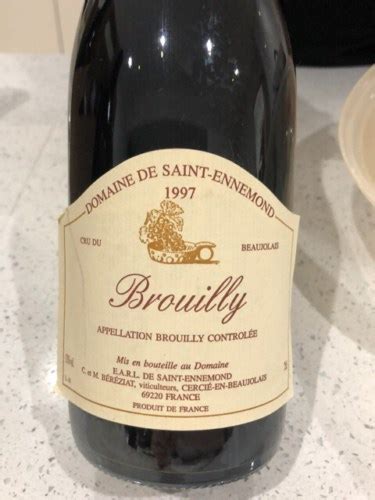 DOMAINE DE SAINT-ENNEMOND
1997
CRU DU BEAUJOLAIS
Brouilly
APPELLATION BROUILLY CONTROLÉE
Mis en bouteille au Domaine
E.A.R.L. DE SAINT-ENNEMOND
C. et M. BÉRÉZIAT, viticulteurs, CERCIÉ-EN-BEAUJOLAIS
69220 FRANCE
PRODUIT DE FRANCE